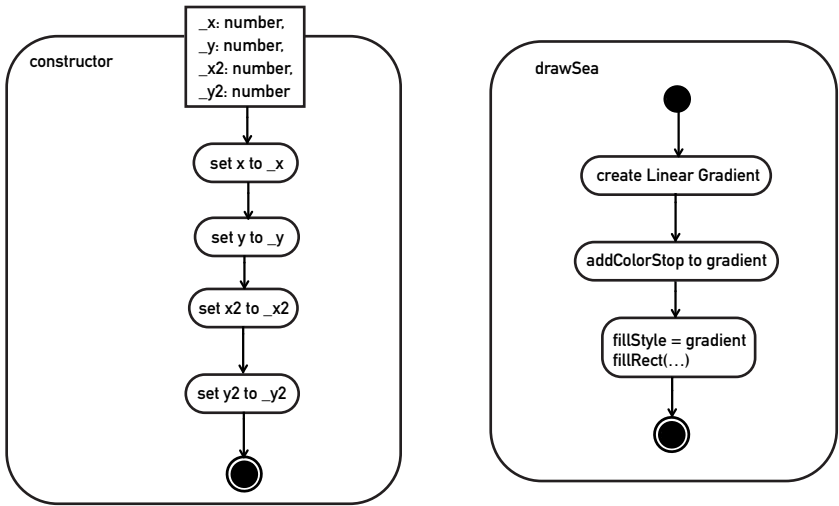 _x: number,
_y: number,
_x2: number,
_y2: number
constructor
set x to _x
set y to _y
set x2 to _x2
set y2 to _y2
drawSea
create Linear Gradient
addColorStop to gradient
fillStyle = gradient
fillRect(...)